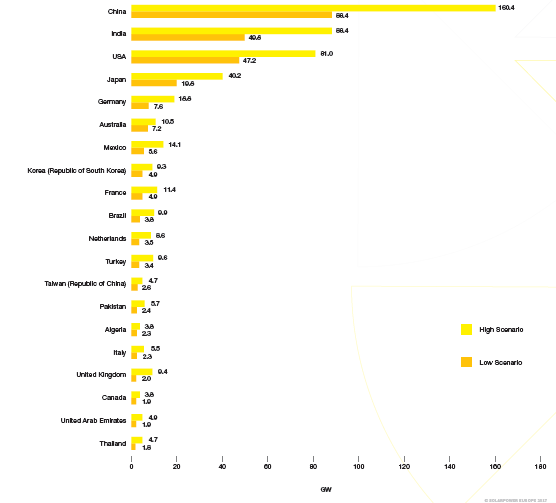 China 160.4
88.4
India 88.4
49.8
USA 81.0
47.2
Japan 40.2
19.8
Germany 18.8
7.6
Australia 10.5
7.2
Mexico 14.1
5.6
Korea (Republic of South Korea) 9.3
4.9
France 11.4
4.9
Brazil 9.9
3.8
Netherlands 8.8
3.5
Turkey 9.6
3.4
Taiwan (Republic of China) 4.7
2.6
Pakistan 5.7
2.4
Algeria 3.8
2.3
High Scenario
Italy 5.5
2.3
Low Scenario
United Kingdom 9.4
2.0
Canada 3.8
1.9
United Arab Emirates 4.9
1.9
Thailand 4.7
1.8
0 20 40 60 80 100 120 140 160 180
GW